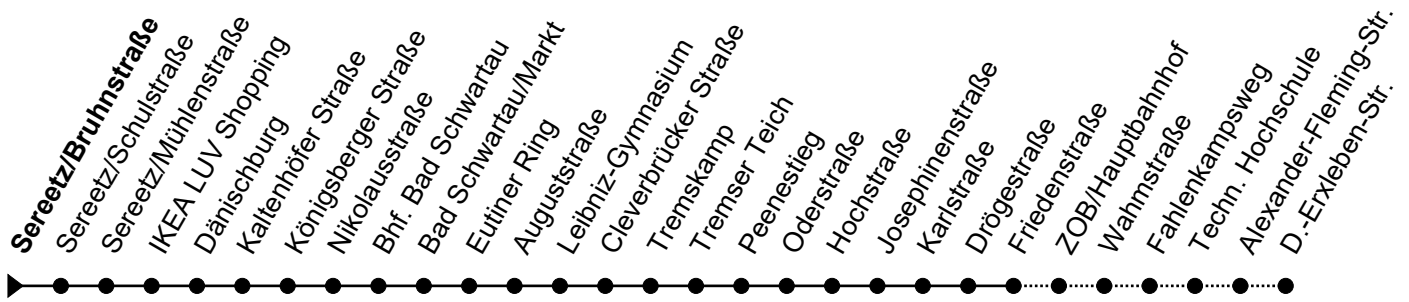 Sereetz/Bruhnstraße
Sereetz/Schulstraße
Sereetz/Mühlenstraße
IKEA LUV Shopping
Dänischburg
Kaltenhöfer Straße
Königsberger Straße
Nikolausstraße
Bhf. Bad Schwartau
Bad Schwartau/Markt
Eutiner Ring
Auguststraße
Leibniz-Gymnasium
Cleverbrücker Straße
Tremskamp
Tremser Teich
Peenestieg
Oderstraße
Hochstraße
Josephinenstraße
Karlstraße
Drögestraße
Friedenstraße
ZOB/Hauptbahnhof
Wahmstraße
Fahlenkampsweg
Techn. Hochschule
Alexander-Fleming-Str.
D.-Erxleben-Str.